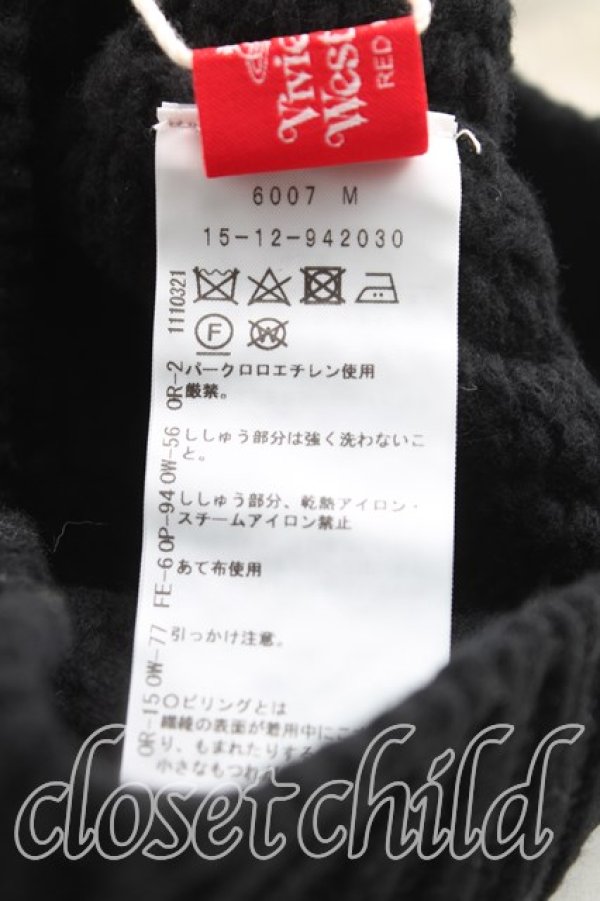 Vivie
West
RED
6007 M
15-12-942030
F
W
パークロロエチレン使用
厳禁。
ししゅう部分は強く洗わないこ
と。
ししゅう部分、乾熱アイロン・
スチームアイロン禁止
あて布使用
引っかけ注意。
○ピリングとは
繊維の表面が着用中にこ
り、もまれたりする
小さなもつれ
OR-15 OW-77 FE-6 OP-94 OW-56 OR-2 1110321
closet child